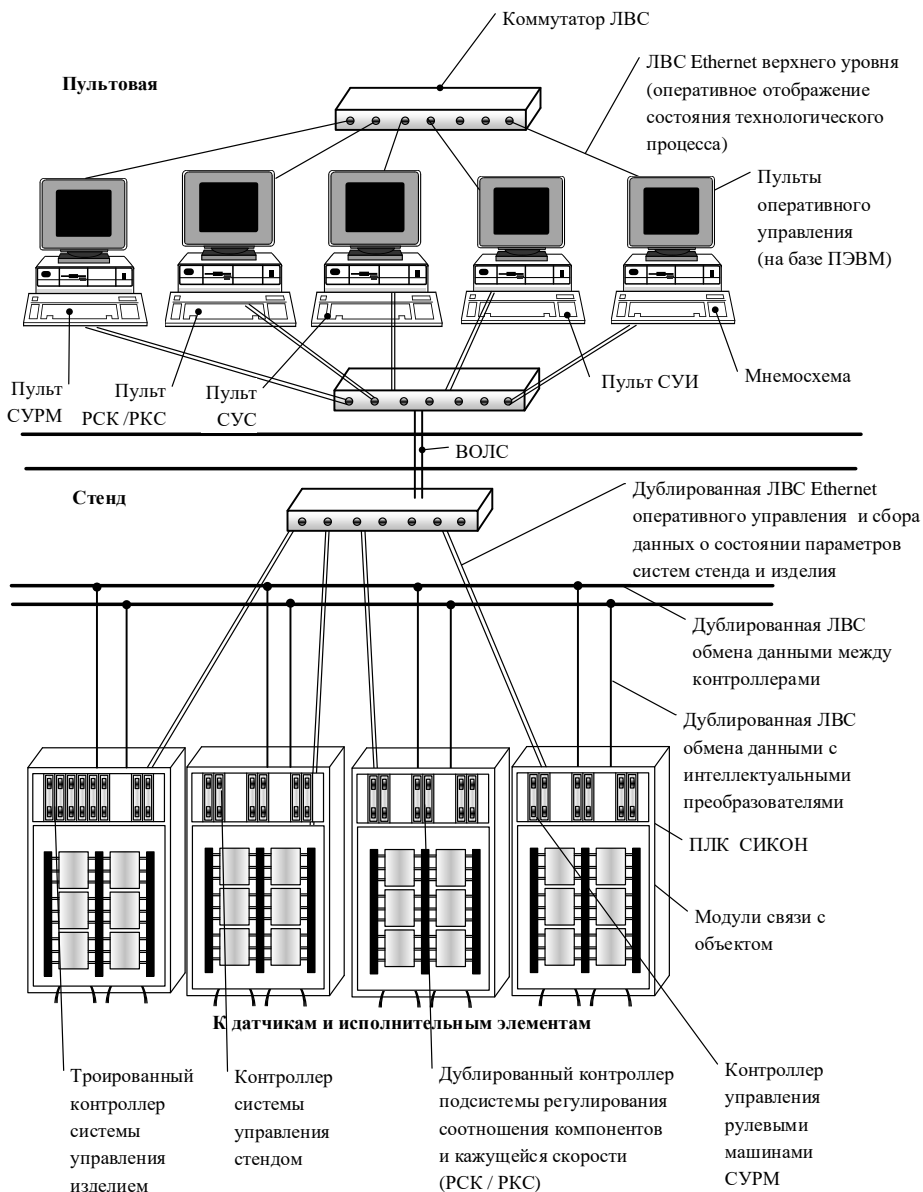 Коммутатор ЛВС
Пультовая
ЛВС Ethernet верхнего уровня
(оперативное отображение
состояния технологического
процесса)
Пульты
оперативного
управления
(на базе ПЭВМ)
Пульт
СУРМ
Пульт
РСК /РКС
Пульт
СУС
Пульт СУИ
Мнемосхема
ВОЛС
Стенд
Дублированная ЛВС Ethernet
оперативного управления и сбора
данных о состоянии параметров
систем стенда и изделия
Дублированная ЛВС
обмена данными между
контроллерами
Дублированная ЛВС
обмена данными с
интеллектуальными
преобразователями
ПЛК СИКОН
Модули связи с
объектом
К датчикам и исполнительным элементам
Троированный
контроллер
системы
управления
изделием
Контроллер
системы
управления
стендом
Дублированный контроллер
подсистемы регулирования
соотношения компонентов
и кажущейся скорости
(РСК / РКС)
Контроллер
управления
рулевыми
машинами
СУРМ